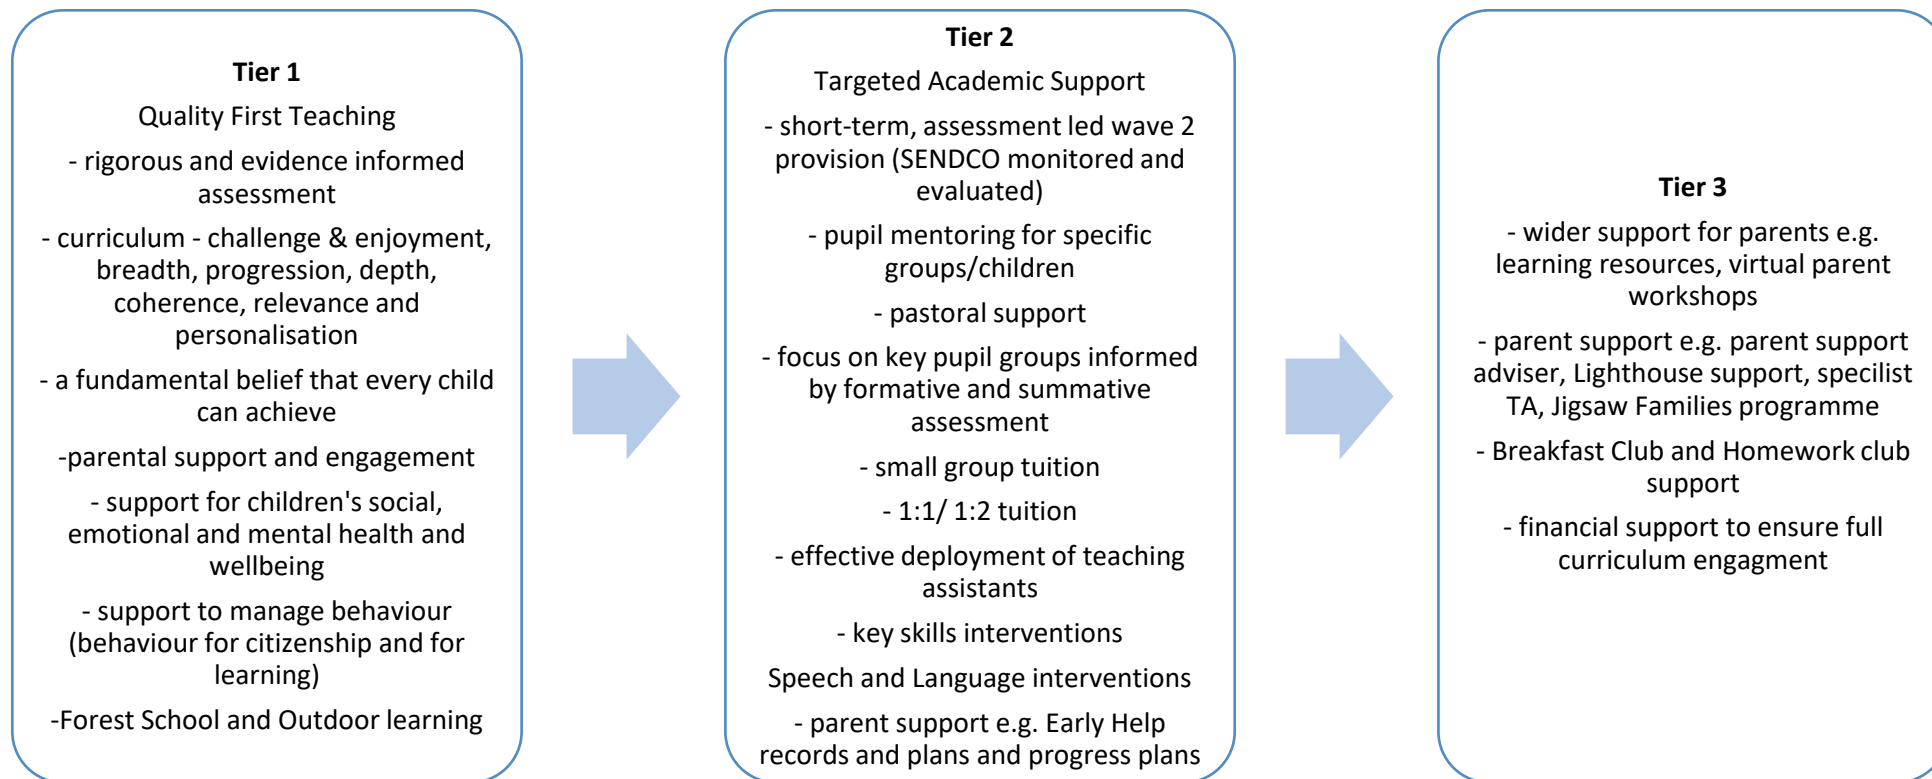 Tier 1
Quality First Teaching
- rigorous and evidence informed
assessment
- curriculum - challenge & enjoyment,
breadth, progression, depth,
coherence, relevance and
personalisation
- a fundamental belief that every child
can achieve
-parental support and engagement
- support for children's social,
emotional and mental health and
wellbeing
- support to manage behaviour
(behaviour for citizenship and for
learning)
-Forest School and Outdoor learning
Tier 2
Targeted Academic Support
- short-term, assessment led wave 2
provision (SENDCO monitored and
evaluated)
- pupil mentoring for specific
groups/children
- pastoral support
- focus on key pupil groups informed
by formative and summative
assessment
- small group tuition
- 1:1/ 1:2 tuition
- effective deployment of teaching
assistants
- key skills interventions
Speech and Language interventions
- parent support e.g. Early Help
records and plans and progress plans
Tier 3
- wider support for parents e.g.
learning resources, virtual parent
workshops
- parent support e.g. parent support
adviser, Lighthouse support, specilist
TA, Jigsaw Families programme
- Breakfast Club and Homework club
support
- financial support to ensure full
curriculum engagment